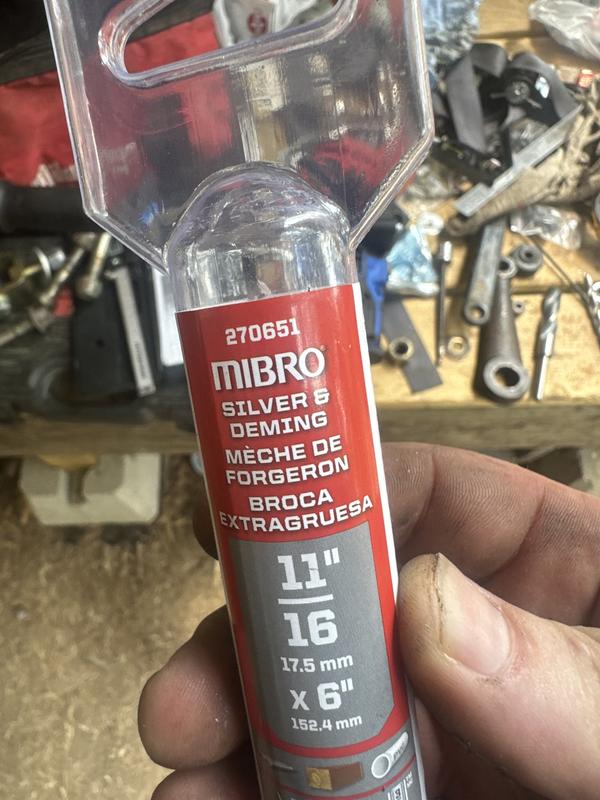 270651
MIBRO®
SILVER &
DEMING
MÈCHE DE
FORGERON
BROCA
EXTRAGRUESA
11"
16
17.5 mm
x 6"
152.4 mm